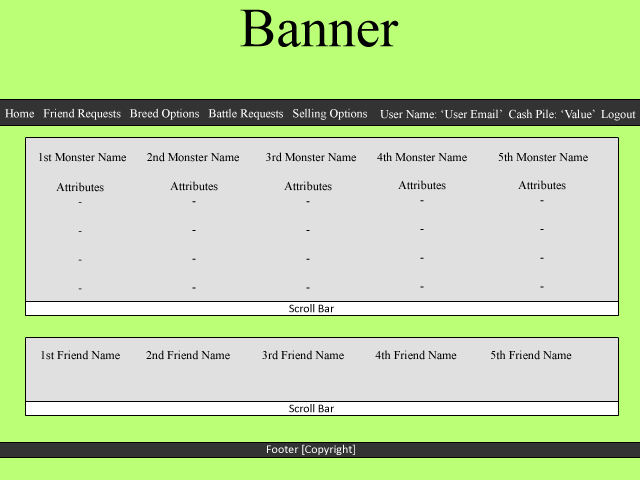 Banner
Home Friend Requests Breed Options Battle Requests Selling Options User Name: ‘User Email’ Cash Pile: ‘Value’ Logout
1st Monster Name 2nd Monster Name 3rd Monster Name 4th Monster Name 5th Monster Name
Attributes Attributes Attributes Attributes Attributes
- - - - -
- - - - -
- - - - -
- - - - -
Scroll Bar
1st Friend Name 2nd Friend Name 3rd Friend Name 4th Friend Name 5th Friend Name
Scroll Bar
Footer [Copyright]